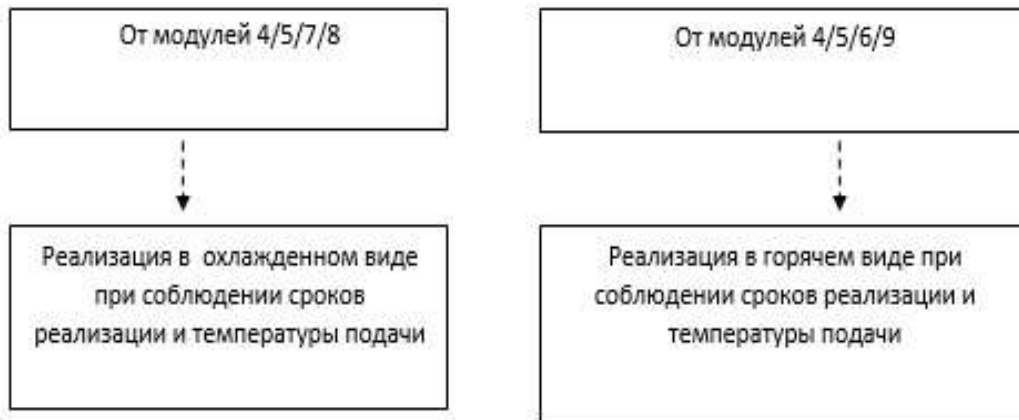 От модулей 4/5/7/8
От модулей 4/5/6/9
Реализация в охлажденном виде
при соблюдении сроков
реализации и температуры подачи
Реализация в горячем виде при
соблюдении сроков реализации и
температуры подачи